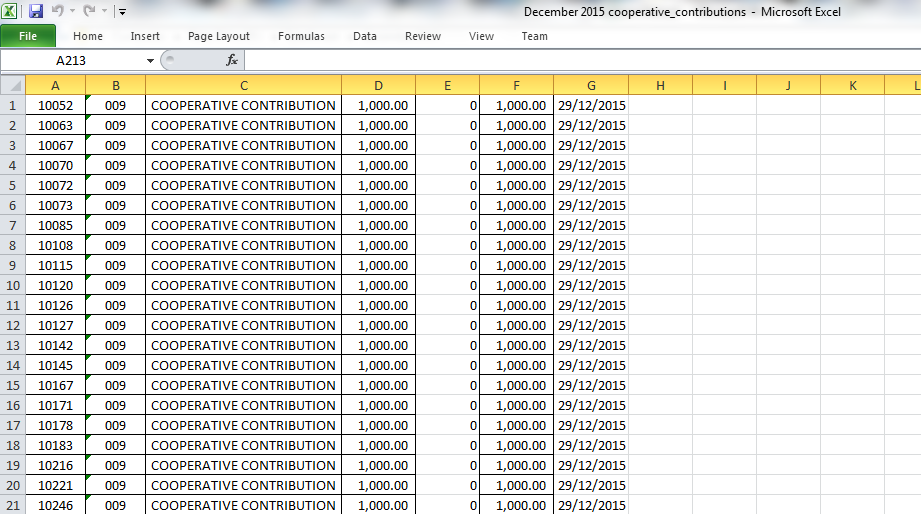 December 2015 cooperative_contributions - Microsoft Excel
File Home Insert Page Layout Formulas Data Review View Team
A213 fx
A B C D E F G H I J K L
1 10052 009 COOPERATIVE CONTRIBUTION 1,000.00 0 1,000.00 29/12/2015
2 10063 009 COOPERATIVE CONTRIBUTION 1,000.00 0 1,000.00 29/12/2015
3 10067 009 COOPERATIVE CONTRIBUTION 1,000.00 0 1,000.00 29/12/2015
4 10070 009 COOPERATIVE CONTRIBUTION 1,000.00 0 1,000.00 29/12/2015
5 10072 009 COOPERATIVE CONTRIBUTION 1,000.00 0 1,000.00 29/12/2015
6 10073 009 COOPERATIVE CONTRIBUTION 1,000.00 0 1,000.00 29/12/2015
7 10085 009 COOPERATIVE CONTRIBUTION 1,000.00 0 1,000.00 29/12/2015
8 10108 009 COOPERATIVE CONTRIBUTION 1,000.00 0 1,000.00 29/12/2015
9 10115 009 COOPERATIVE CONTRIBUTION 1,000.00 0 1,000.00 29/12/2015
10 10120 009 COOPERATIVE CONTRIBUTION 1,000.00 0 1,000.00 29/12/2015
11 10126 009 COOPERATIVE CONTRIBUTION 1,000.00 0 1,000.00 29/12/2015
12 10127 009 COOPERATIVE CONTRIBUTION 1,000.00 0 1,000.00 29/12/2015
13 10142 009 COOPERATIVE CONTRIBUTION 1,000.00 0 1,000.00 29/12/2015
14 10145 009 COOPERATIVE CONTRIBUTION 1,000.00 0 1,000.00 29/12/2015
15 10167 009 COOPERATIVE CONTRIBUTION 1,000.00 0 1,000.00 29/12/2015
16 10171 009 COOPERATIVE CONTRIBUTION 1,000.00 0 1,000.00 29/12/2015
17 10178 009 COOPERATIVE CONTRIBUTION 1,000.00 0 1,000.00 29/12/2015
18 10183 009 COOPERATIVE CONTRIBUTION 1,000.00 0 1,000.00 29/12/2015
19 10216 009 COOPERATIVE CONTRIBUTION 1,000.00 0 1,000.00 29/12/2015
20 10221 009 COOPERATIVE CONTRIBUTION 1,000.00 0 1,000.00 29/12/2015
21 10246 009 COOPERATIVE CONTRIBUTION 1,000.00 0 1,000.00 29/12/2015